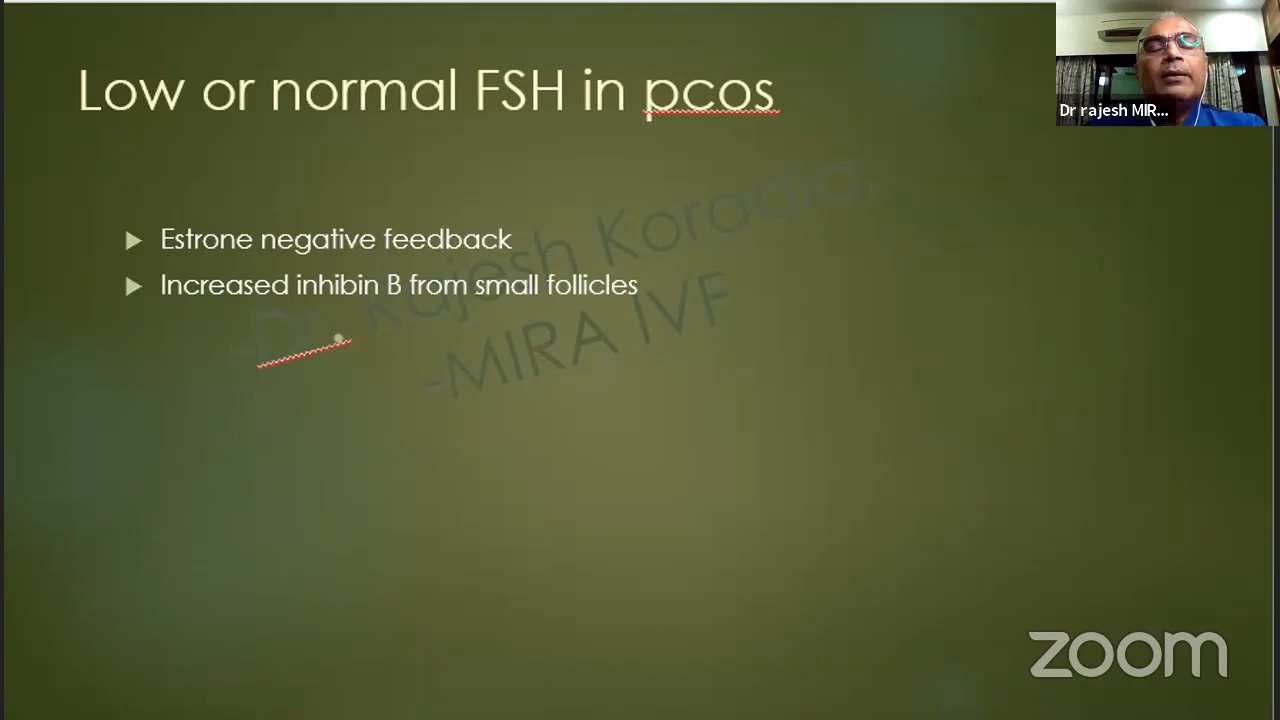 Low or normal FSH in pcos
Dr rajesh MIR...
Estrone negative feedback
Increased inhibin B from small follicles
-Dr. Rajesh Koradia,
-MIRA IVF
zoom